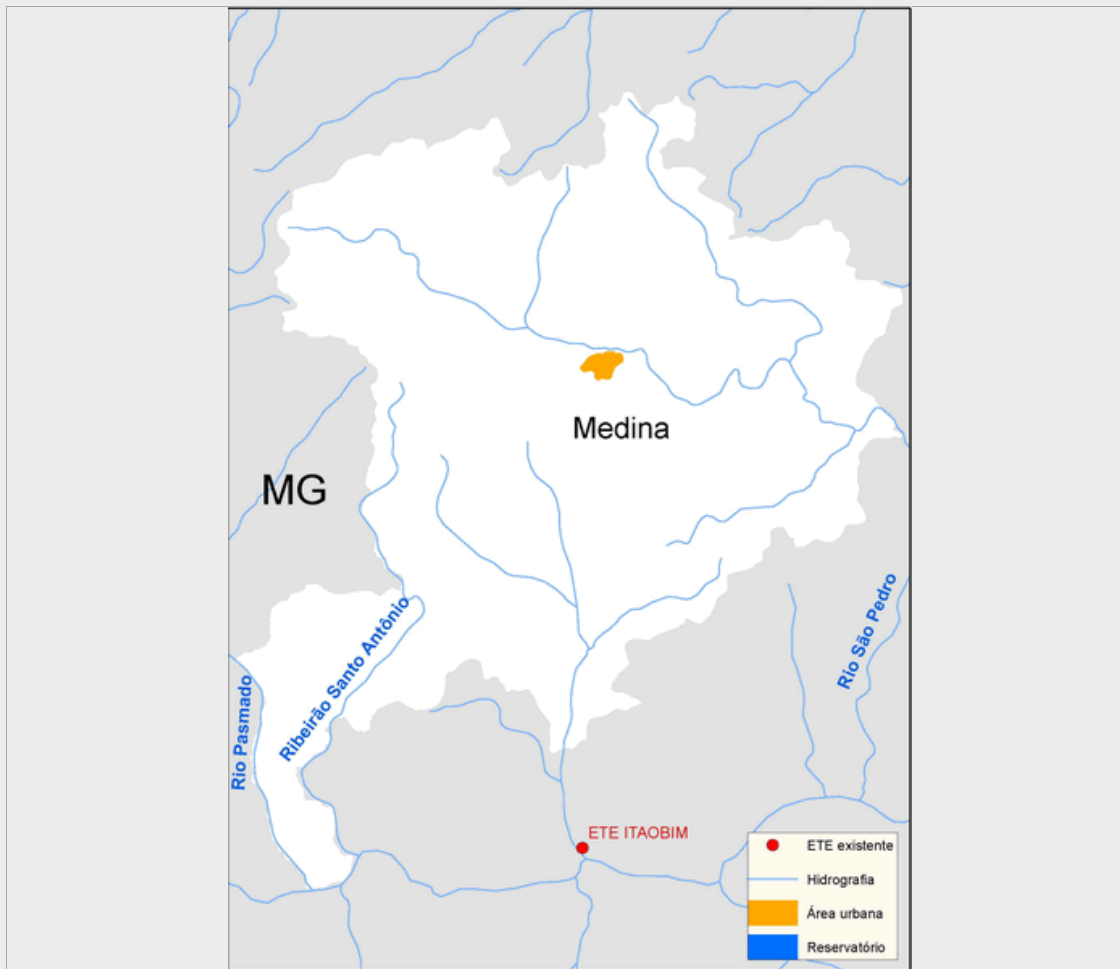 Medina
MG
Rio São Pedro
Ribeirão Santo Antônio
Rio Pasmado
ETE ITAOBIM
ETE existente
Hidrografia
Área urbana
Reservatório